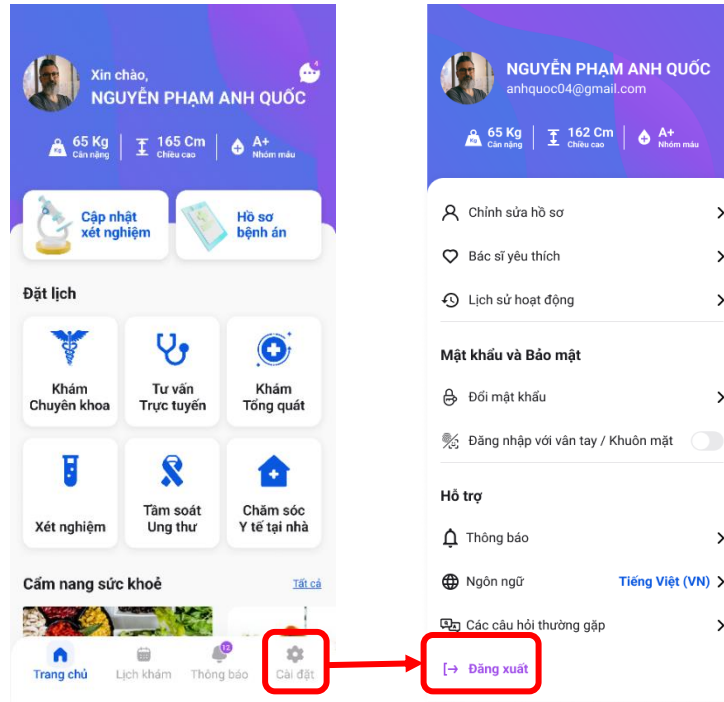 Xin chào,
4
NGUYỄN PHẠM ANH QUỐC
65 Kg
Cân nặng
165 Cm
Chiều cao
A+
Nhóm máu
Cập nhật
xét nghiệm
Hồ sơ
bệnh án
Đặt lịch
Khám
Chuyên khoa
Tư vấn
Trực tuyến
Khám
Tổng quát
Xét nghiệm
Tầm soát
Ung thư
Chăm sóc
Y tế tại nhà
Cẩm nang sức khoẻ
Tất cả
Trang chủ
Lịch khám
12
Thông báo
Cài đặt
NGUYỄN PHẠM ANH QUỐC
anhquoc04@gmail.com
65 Kg
Cân nặng
162 Cm
Chiều cao
A+
Nhóm máu
Chỉnh sửa hồ sơ
Bác sĩ yêu thích
Lịch sử hoạt động
Mật khẩu và Bảo mật
Đổi mật khẩu
Đăng nhập với vân tay / Khuôn mặt
Hỗ trợ
Thông báo
Ngôn ngữ
Tiếng Việt (VN)
Các câu hỏi thường gặp
Đăng xuất